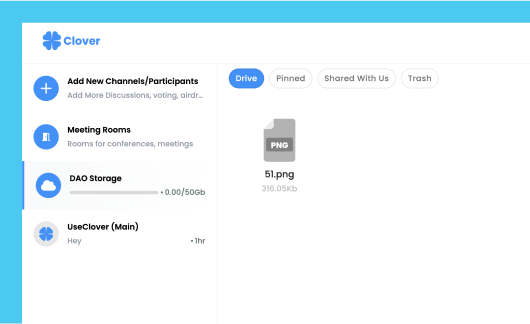 Clover
Add New Channels/Participants
Add More Discussions, voting, airdr...
Meeting Rooms
Rooms for conferences, meetings
DAO Storage
• 0.00/50Gb
UseClover (Main)
Hey
• 1hr
Drive
Pinned
Shared With Us
Trash
PNG
51.png
316.05Kb